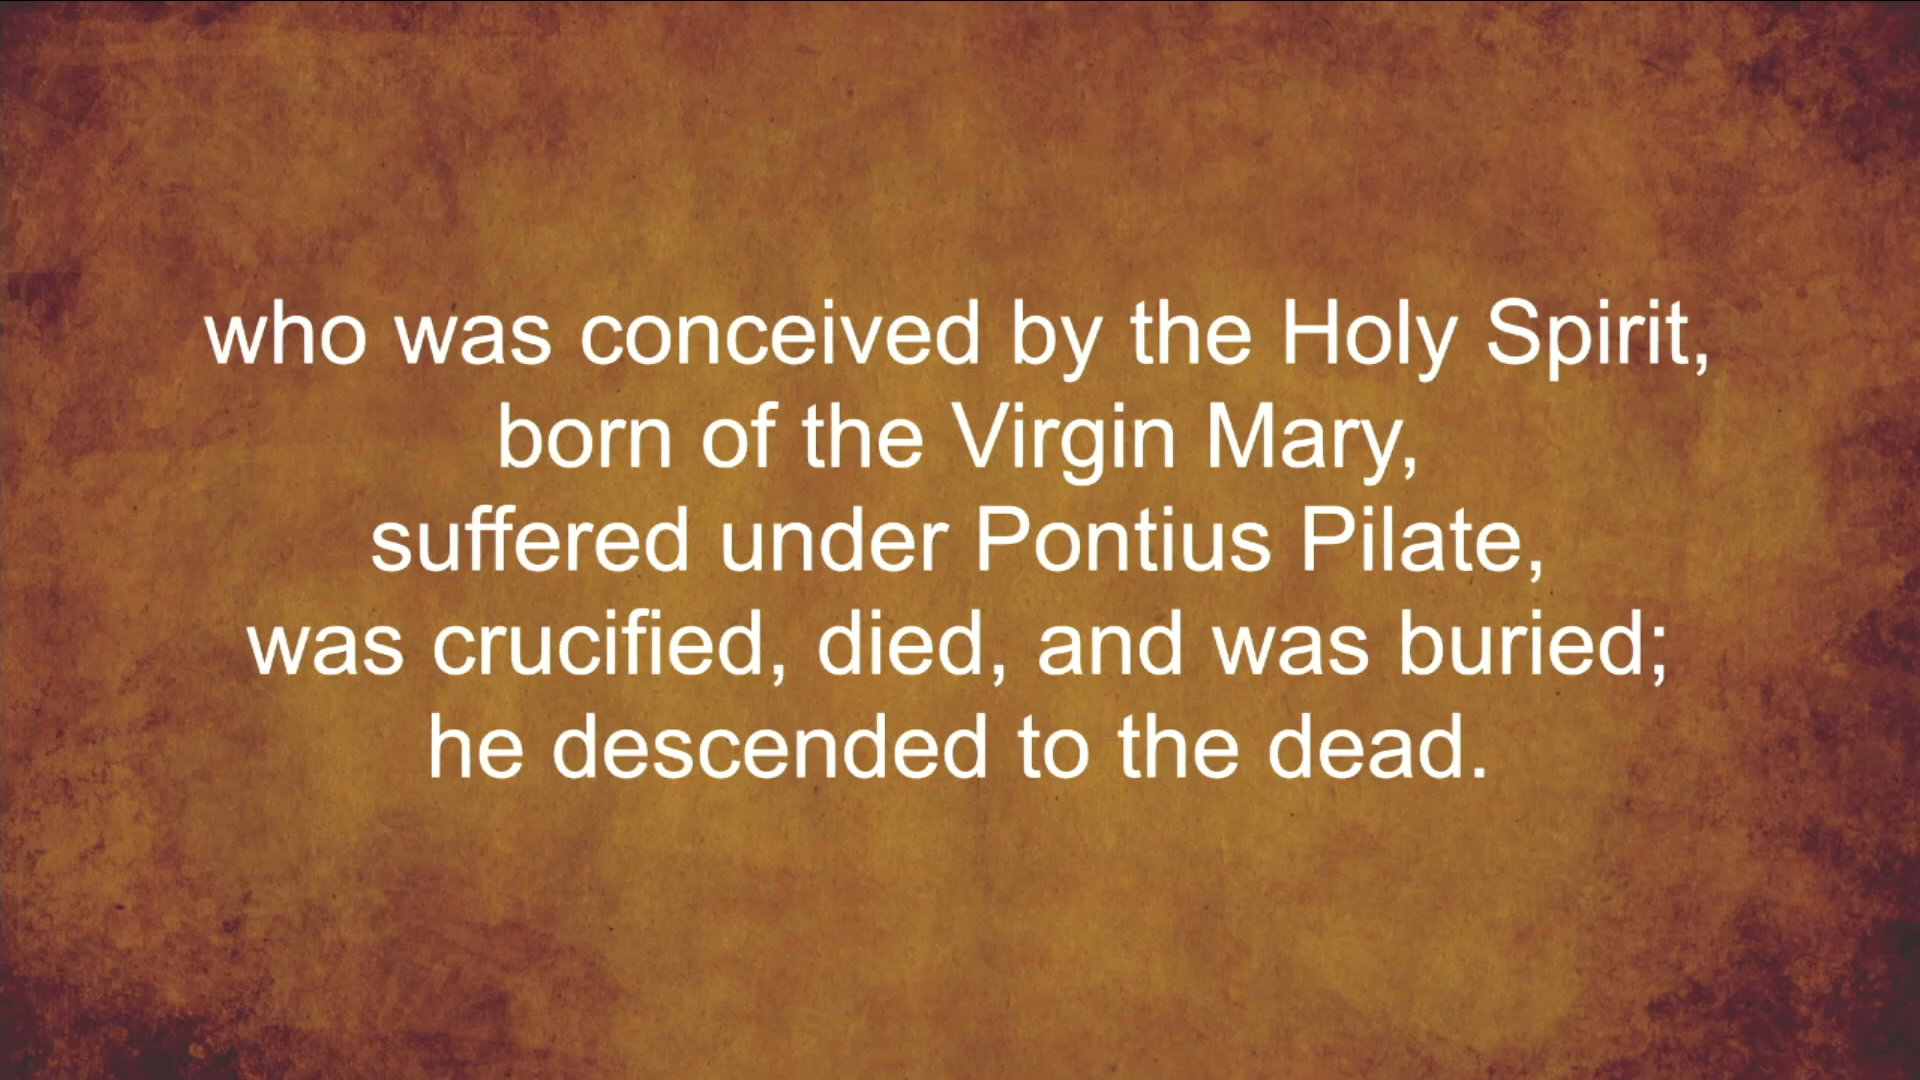 who was conceived by the Holy Spirit,
born of the Virgin Mary,
suffered under Pontius Pilate,
was crucified, died, and was buried;
he descended to the dead.